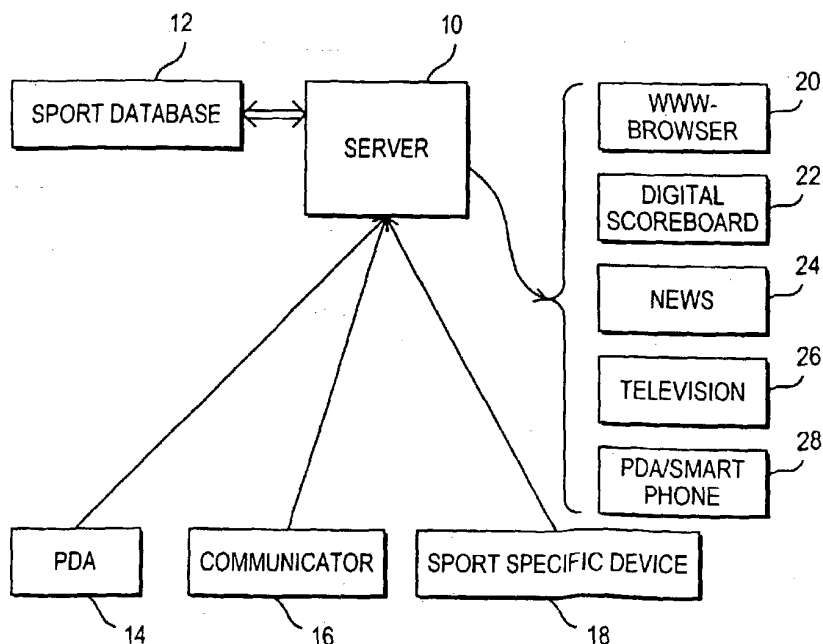 12
10
SPORT DATABASE
SERVER
20
WWW-
BROWSER
22
DIGITAL
SCOREBOARD
24
NEWS
26
TELEVISION
28
PDA/SMART
PHONE
PDA
COMMUNICATOR
SPORT SPECIFIC DEVICE
14
16
18